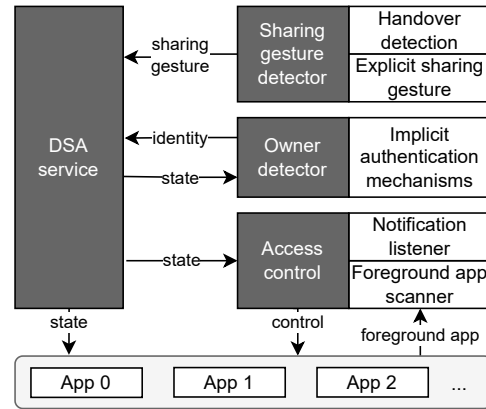 DSA
service
sharing
gesture
Sharing
gesture
detector
Handover
detection
Explicit sharing
gesture
identity
state
Owner
detector
Implicit
authentication
mechanisms
state
Access
control
Notification
listener
Foreground app
scanner
state
control
foreground app
App 0
App 1
App 2
...